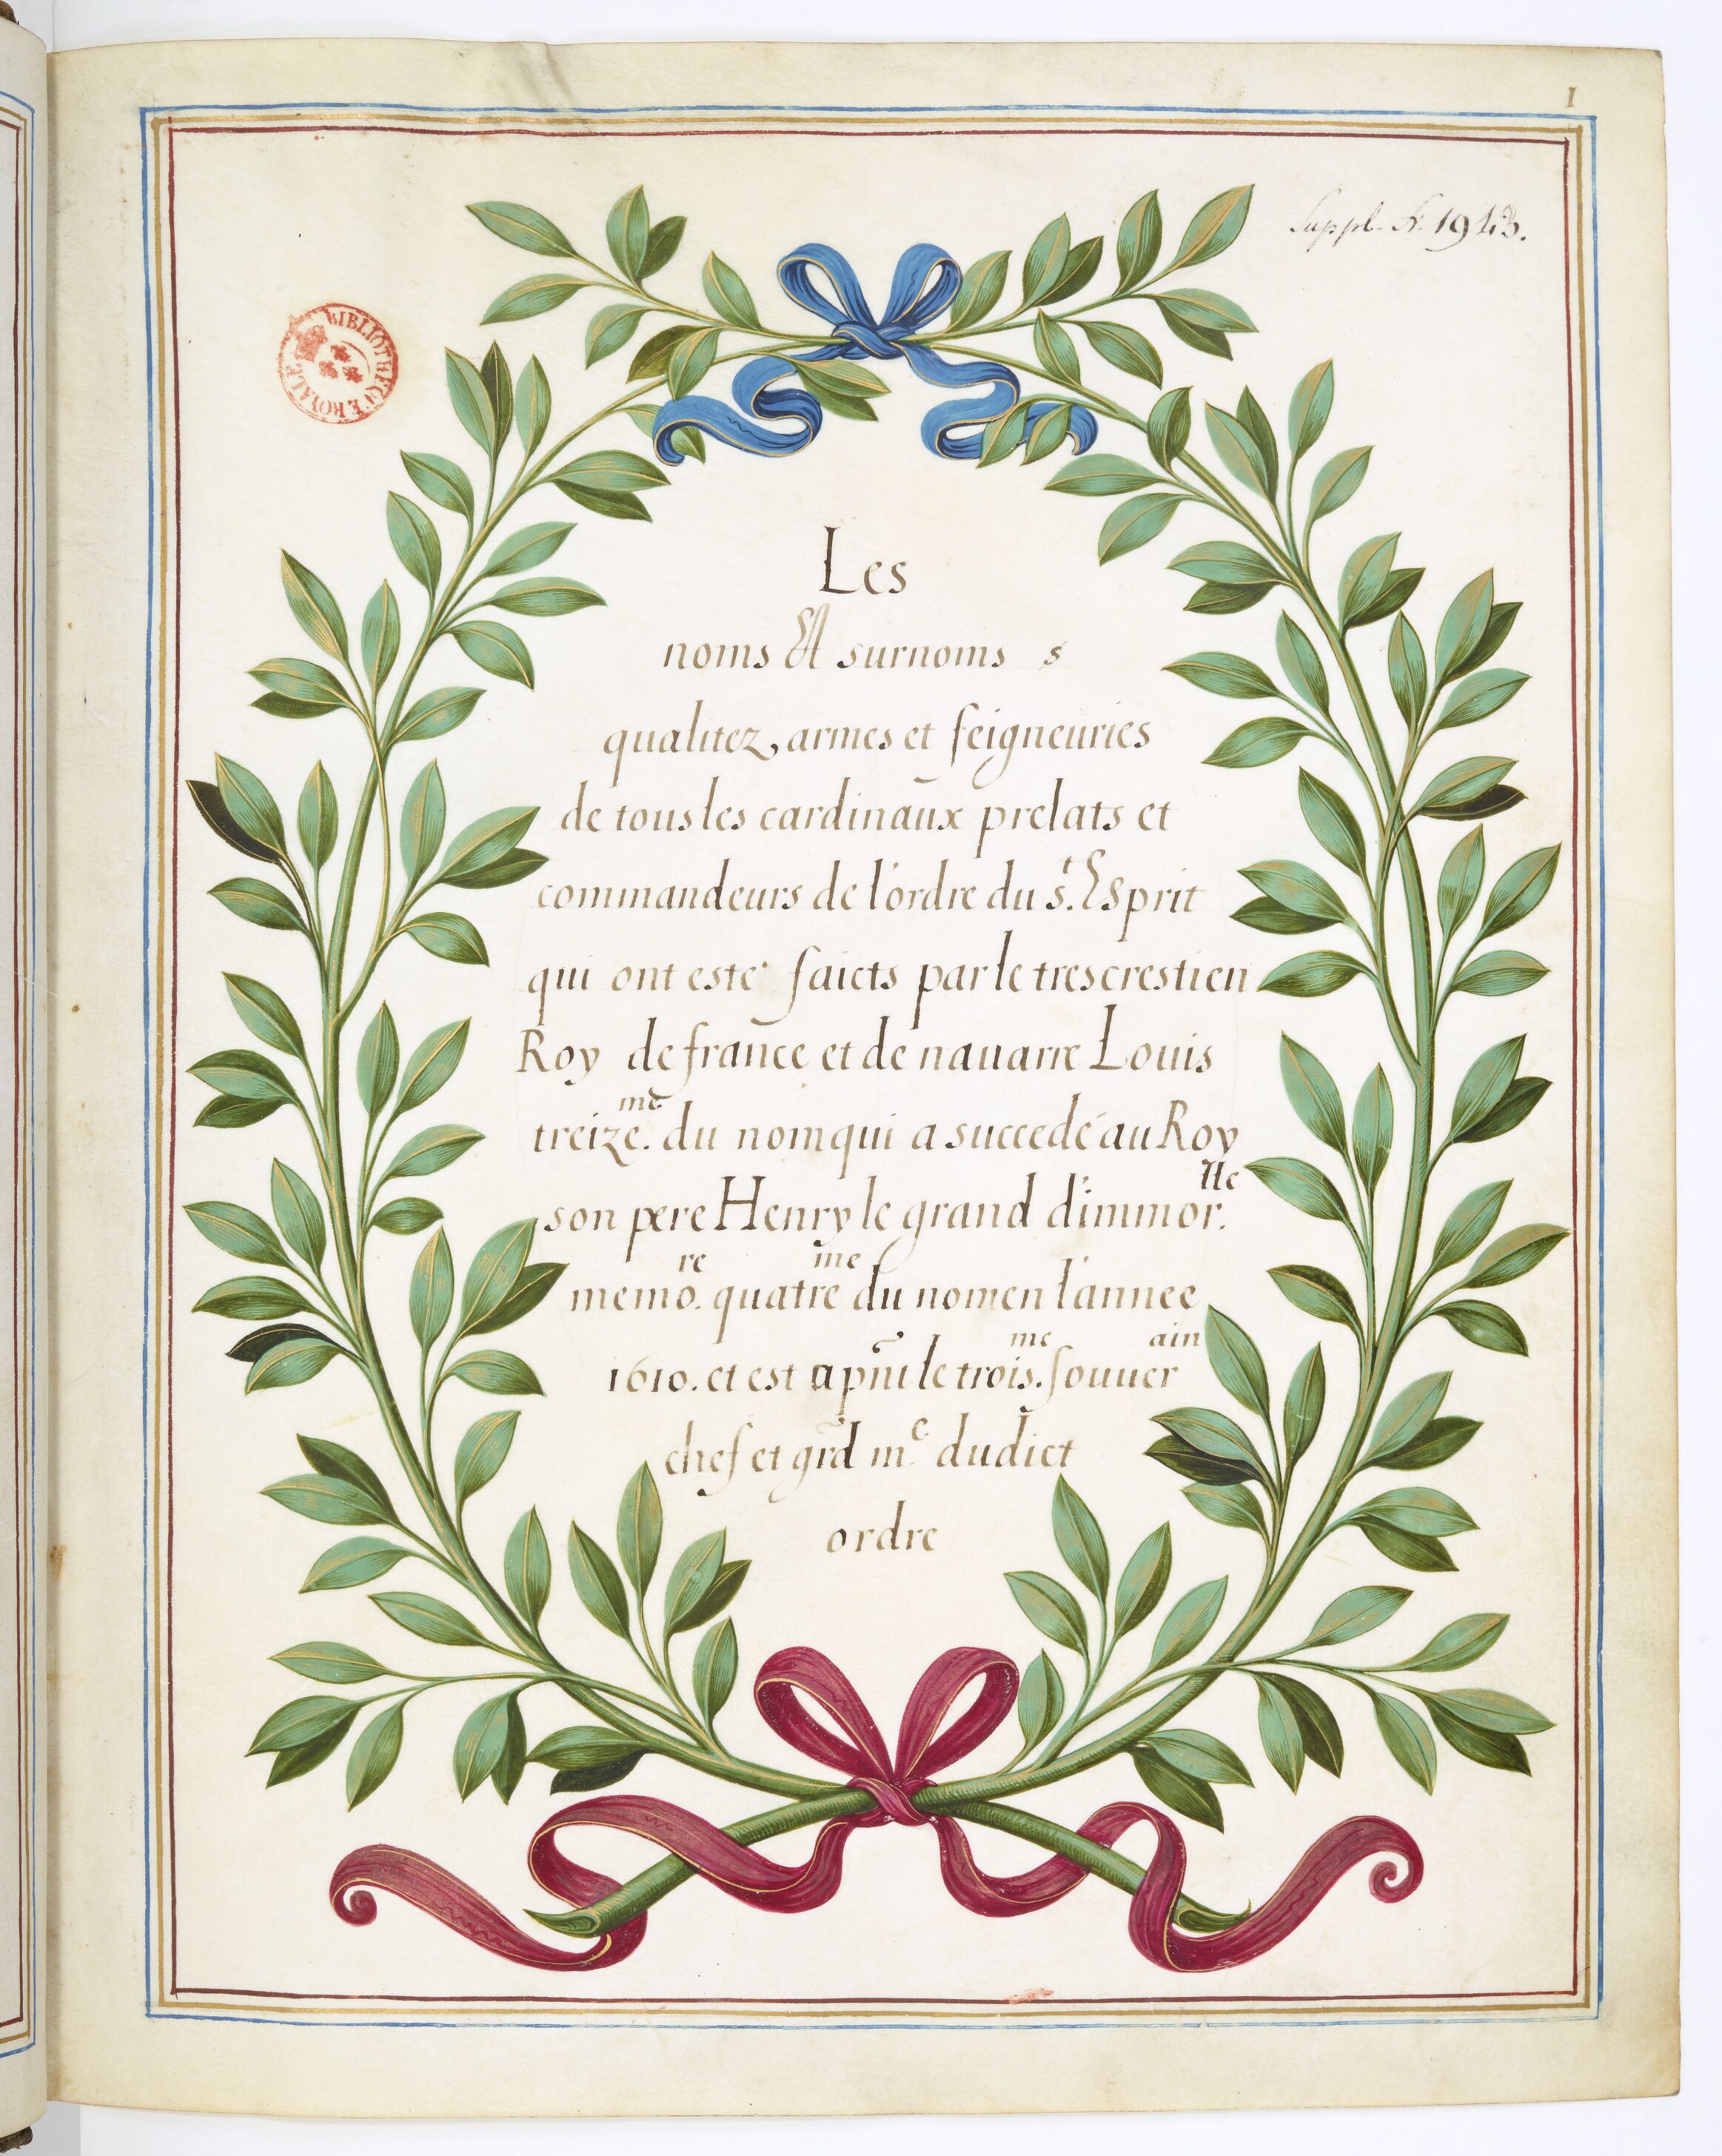 1
Suppl. fr. 1943.
BIBLIOTHEQUE ROYALE
Les
noms Et surnoms s
qualitez, armes et seigneuries
de tous les cardinaux prelats et
commandeurs de l'ordre du s.t Esprit
qui ont esté faicts par le trescrestien
Roy de france et de nauarre Louis
treize.me du nom qui a succedé au Roy
son pere Henry le grand d'immor.lle
memo.re quatre me du nom en l'annee
1610. et est a pñt le trois.me souuer ain
chef et grd m.e dudict
ordre